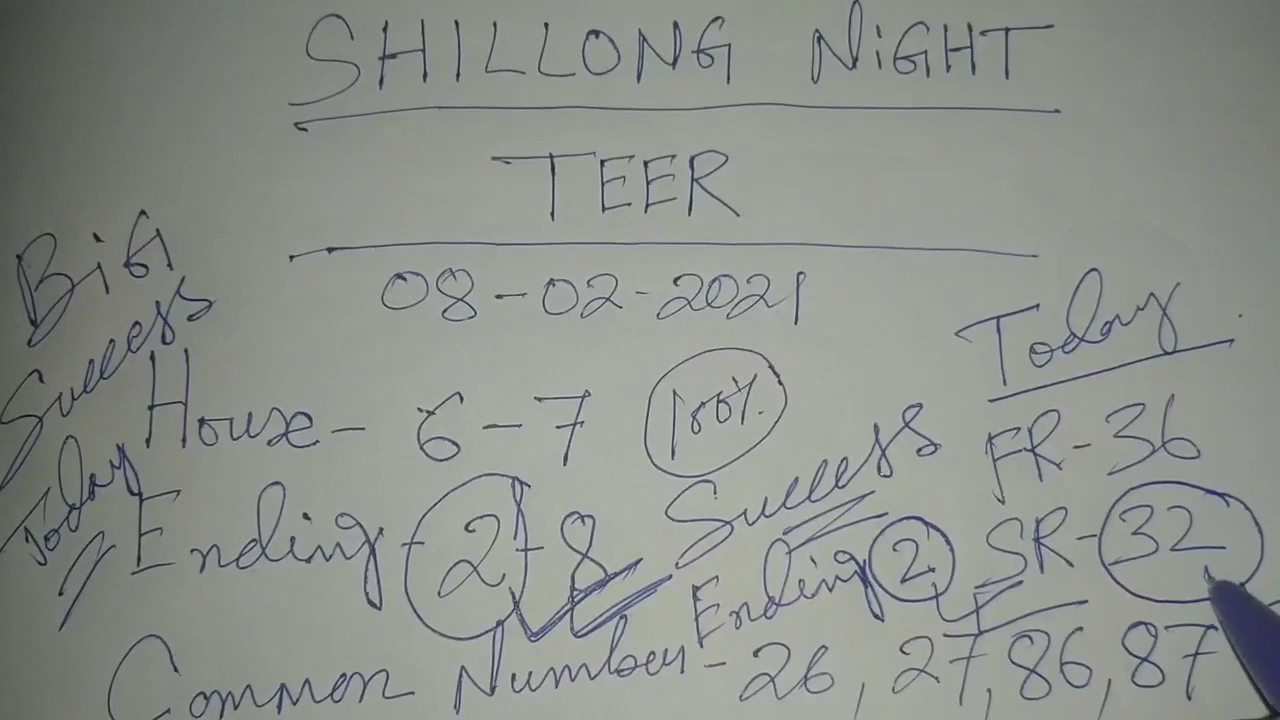 SHILLONG NiGHT
TEER
08-02-2021
BiG
Success
Today
House - 6-7
100%
Ending - 2-8
Success
Ending 2
Today
FR-36
SR-32
Common Number - 26, 27, 86, 87